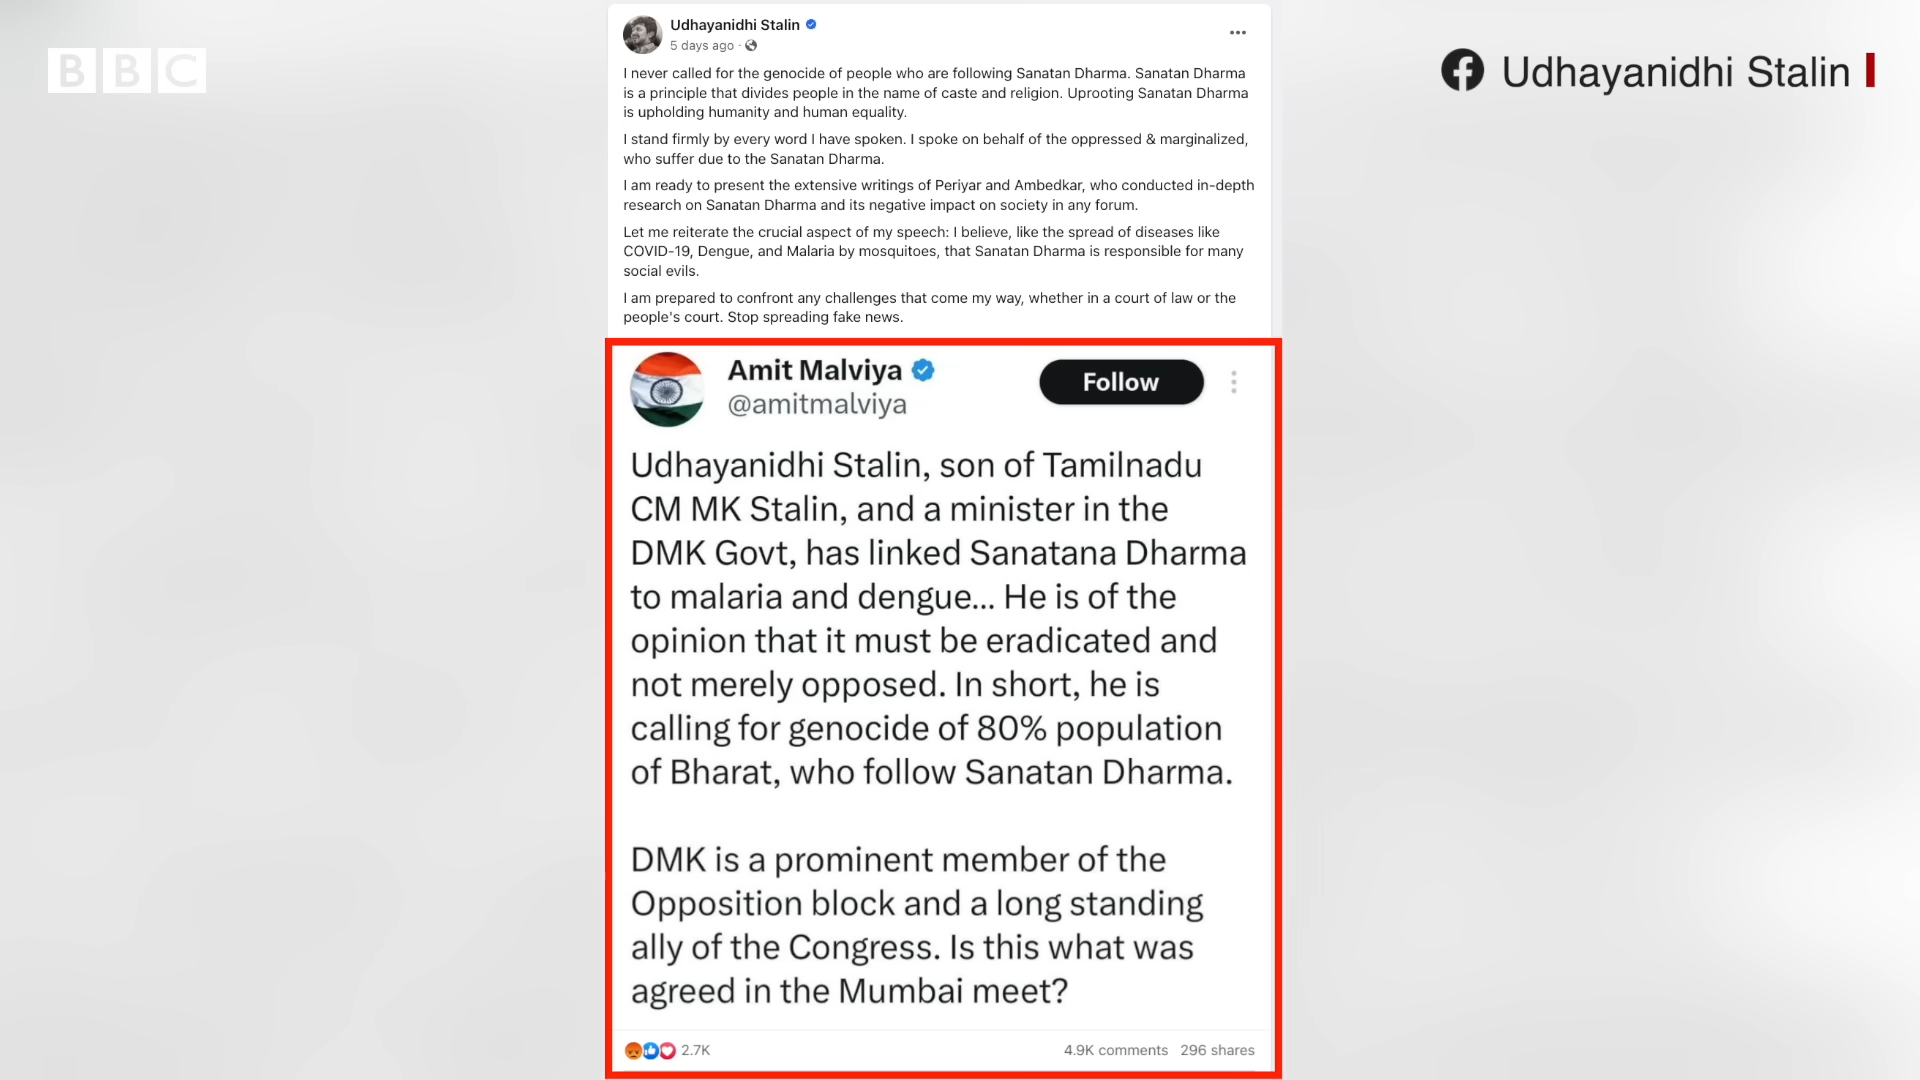 BBC
Udhayanidhi Stalin
Udhayanidhi Stalin
5 days ago ·
I never called for the genocide of people who are following Sanatan Dharma. Sanatan Dharma
is a principle that divides people in the name of caste and religion. Uprooting Sanatan Dharma
is upholding humanity and human equality.
I stand firmly by every word I have spoken. I spoke on behalf of the oppressed & marginalized,
who suffer due to the Sanatan Dharma.
I am ready to present the extensive writings of Periyar and Ambedkar, who conducted in-depth
research on Sanatan Dharma and its negative impact on society in any forum.
Let me reiterate the crucial aspect of my speech: I believe, like the spread of diseases like
COVID-19, Dengue, and Malaria by mosquitoes, that Sanatan Dharma is responsible for many
social evils.
I am prepared to confront any challenges that come my way, whether in a court of law or the
people's court. Stop spreading fake news.
Amit Malviya
@amitmalviya
Follow
Udhayanidhi Stalin, son of Tamilnadu
CM MK Stalin, and a minister in the
DMK Govt, has linked Sanatana Dharma
to malaria and dengue... He is of the
opinion that it must be eradicated and
not merely opposed. In short, he is
calling for genocide of 80% population
of Bharat, who follow Sanatan Dharma.
DMK is a prominent member of the
Opposition block and a long standing
ally of the Congress. Is this what was
agreed in the Mumbai meet?
2.7K
4.9K comments 296 shares